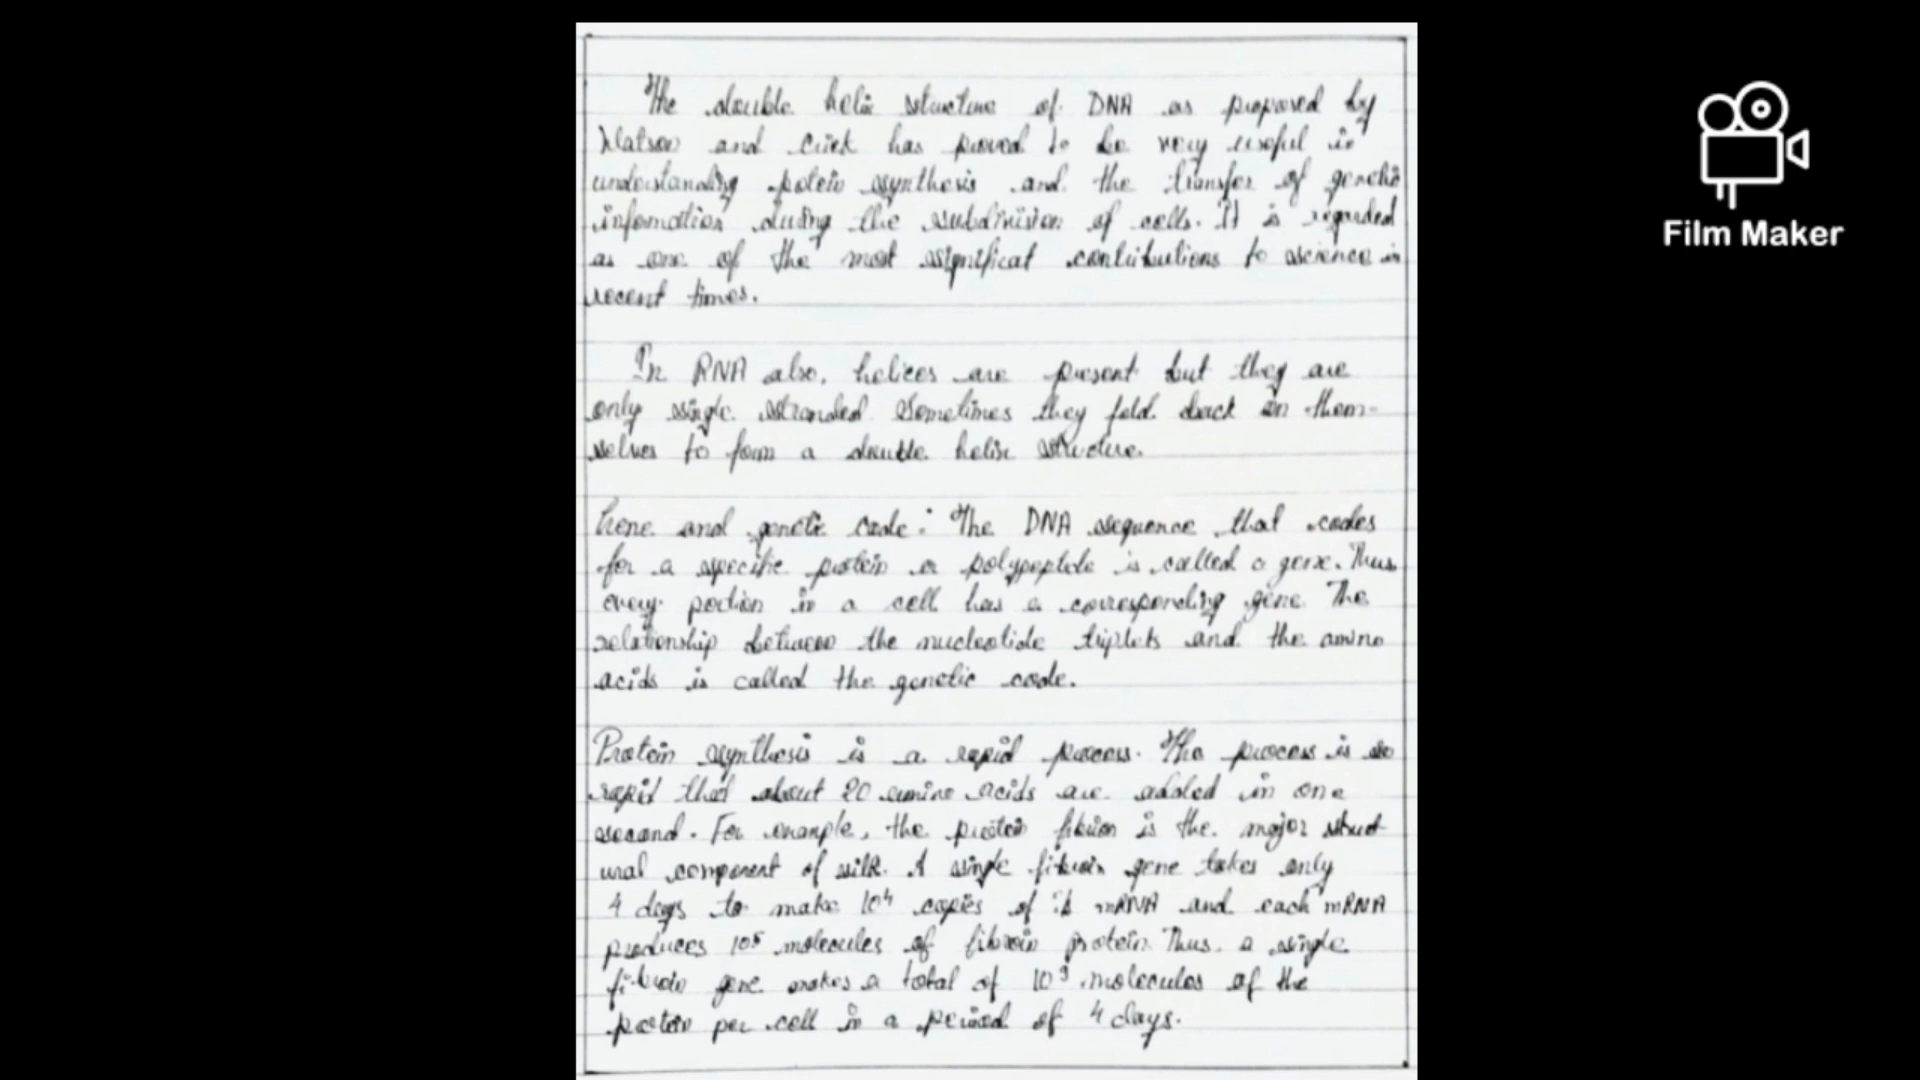 The double helix structure of DNA as proposed by
Watson and crick has proved to be very useful in
understanding potein synthesis and the transfer of genetic
information during the subdivision of cells. It is regarded
as one of the most significat contributions to science in
recent times.
In RNA also, helices are present but they are
only single stranded. Sometimes they fold back on them-
selves to form a double helix structure.
Gene and genetic code: The DNA sequence that codes
for a specific protein or polypeptide is called a gene. Thus
every portion in a cell has a corresponding gene. The
relationship between the nucleotide triplets and the amino
acids is called the genetic code.
Protein synthesis is a rapid process. The process is so
rapid that about 20 amino acids are added in one
second. For example, the protein fibroin is the major struct
ural component of silk. A single fibroin gene takes only
4 days to make 10⁴ copies of its mRNA and each mRNA
produces 10⁵ molecules of fibroin protein. Thus, a single
fibroin gene makes a total of 10⁹ molecules of the
protein per cell in a period of 4 days.
Film Maker